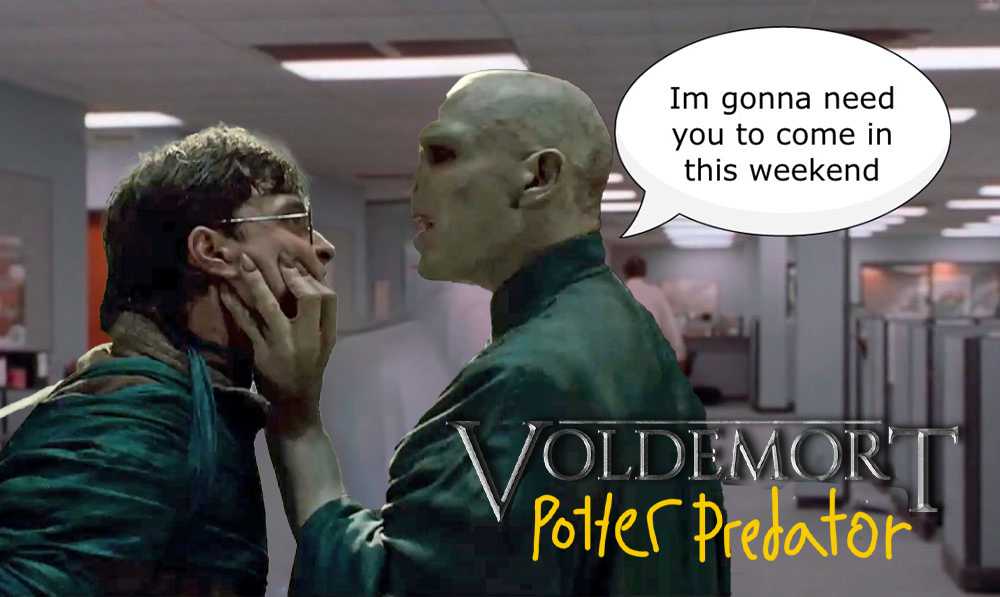 Im gonna need
you to come in
this weekend
VOLDEMORT
Potter Predator